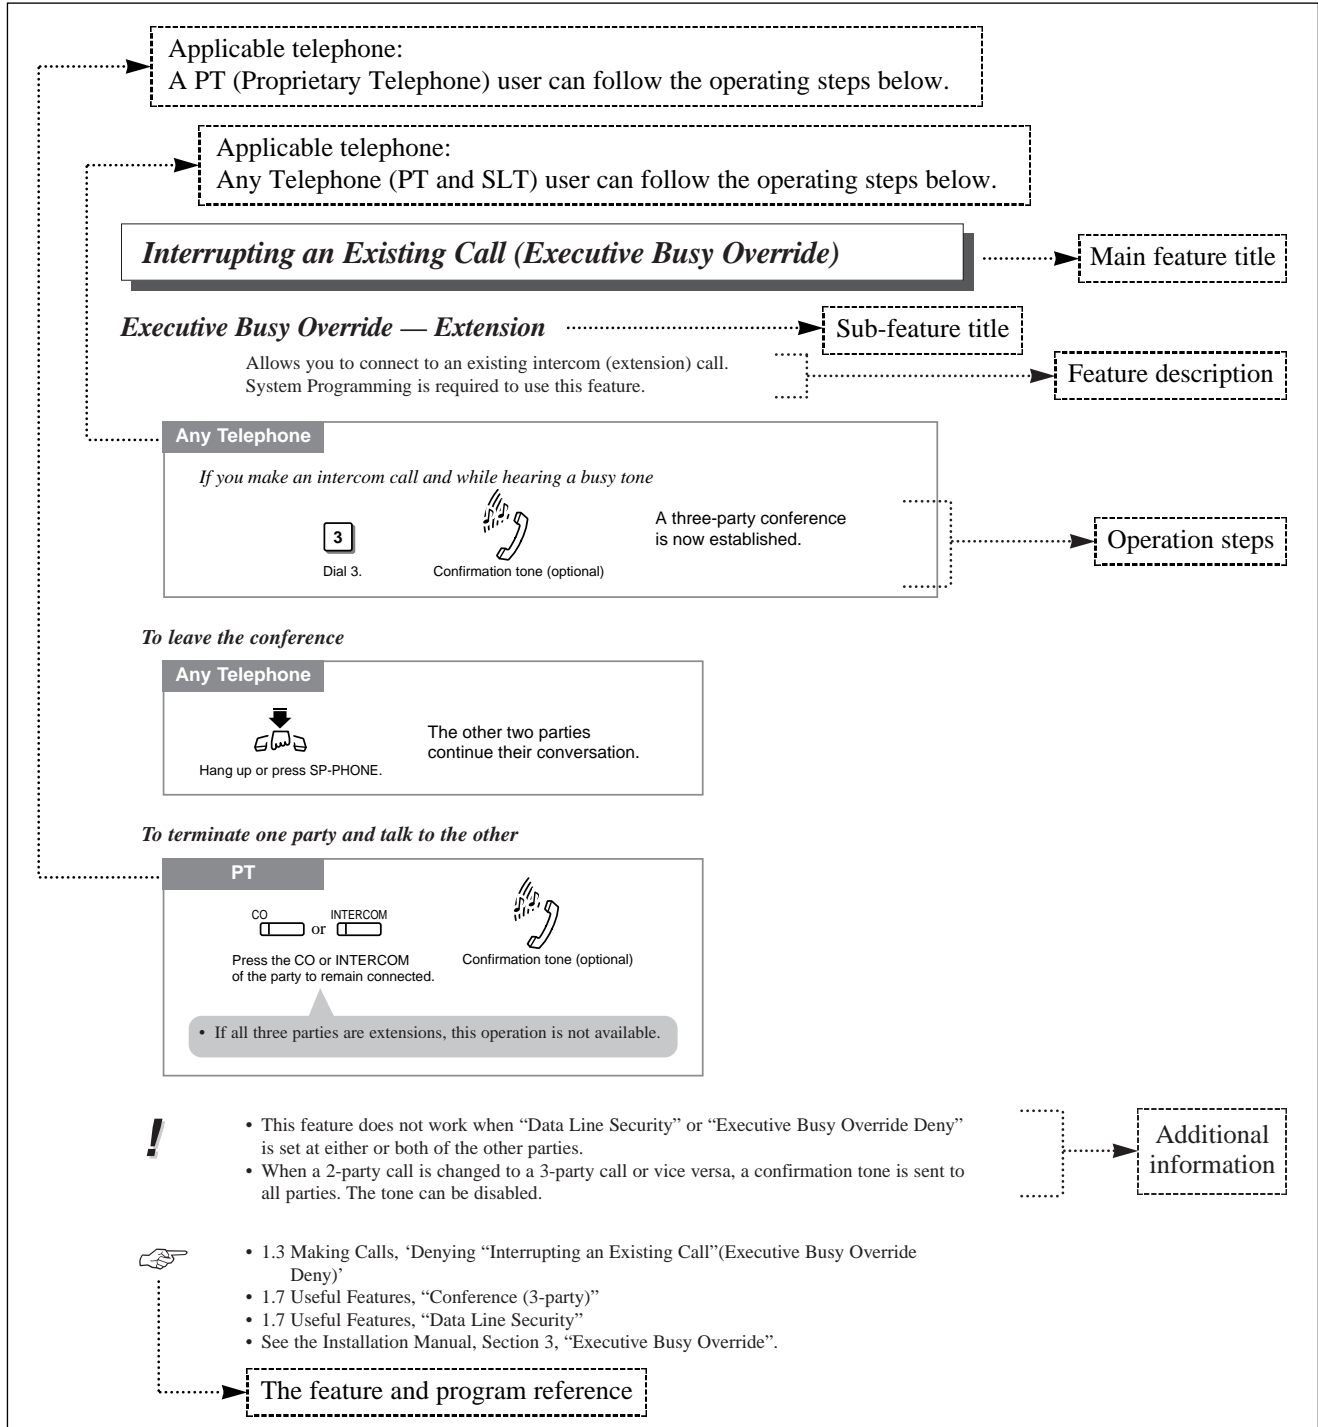 Applicable telephone:
A PT (Proprietary Telephone) user can follow the operating steps below.
Applicable telephone:
Any Telephone (PT and SLT) user can follow the operating steps below.
Interrupting an Existing Call (Executive Busy Override)
Main feature title
Executive Busy Override — Extension
Sub-feature title
Allows you to connect to an existing intercom (extension) call.
System Programming is required to use this feature.
Feature description
Any Telephone
If you make an intercom call and while hearing a busy tone
3
Dial 3.
Confirmation tone (optional)
A three-party conference
is now established.
Operation steps
To leave the conference
Any Telephone
Hang up or press SP-PHONE.
The other two parties
continue their conversation.
To terminate one party and talk to the other
PT
CO
or
INTERCOM
Press the CO or INTERCOM
of the party to remain connected.
Confirmation tone (optional)
• If all three parties are extensions, this operation is not available.
!
• This feature does not work when “Data Line Security” or “Executive Busy Override Deny”
is set at either or both of the other parties.
• When a 2-party call is changed to a 3-party call or vice versa, a confirmation tone is sent to
all parties. The tone can be disabled.
Additional
information
• 1.3 Making Calls, ‘Denying “Interrupting an Existing Call”(Executive Busy Override
Deny)’
• 1.7 Useful Features, “Conference (3-party)”
• 1.7 Useful Features, “Data Line Security”
• See the Installation Manual, Section 3, “Executive Busy Override”.
The feature and program reference